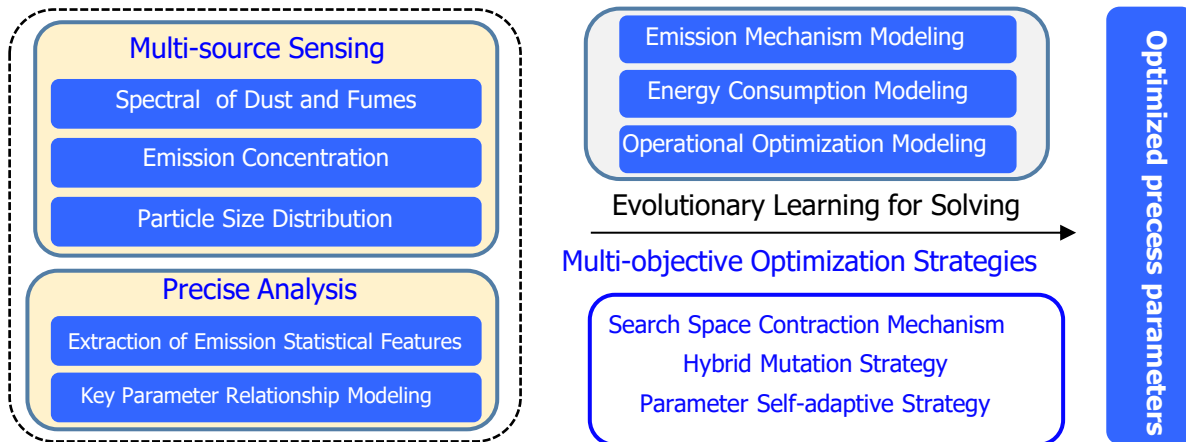 Multi-source Sensing
Spectral of Dust and Fumes
Emission Concentration
Particle Size Distribution
Precise Analysis
Extraction of Emission Statistical Features
Key Parameter Relationship Modeling
Emission Mechanism Modeling
Energy Consumption Modeling
Operational Optimization Modeling
Evolutionary Learning for Solving
Multi-objective Optimization Strategies
Search Space Contraction Mechanism
Hybrid Mutation Strategy
Parameter Self-adaptive Strategy
Optimized precess parameters